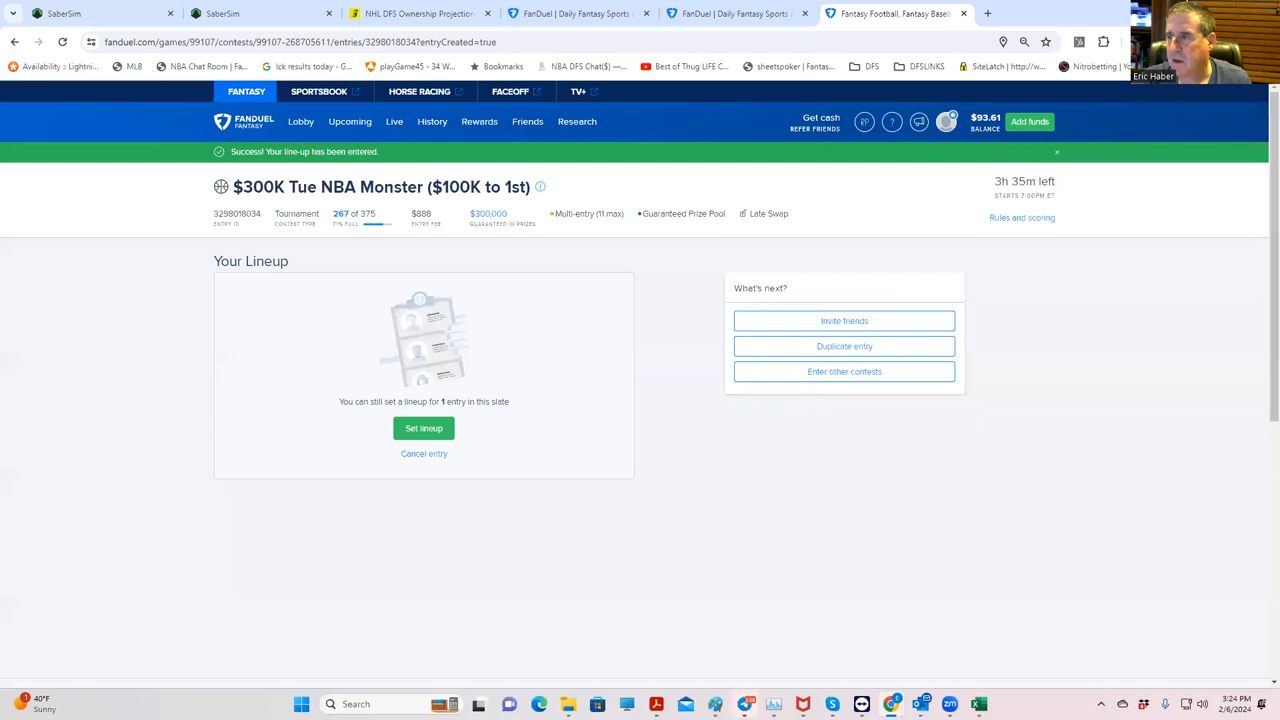 SaberSim
SaberSim
NHL DFS Ownership Projection
FanDuel | Daily Fantasy Sports
Fantasy Football, Fantasy Baseb
fanduel.com/games/99107/contests/99107-268705611/entries/3298018034?entryCreated=true
Availability :: Lightni... MLB NBA Chat Room ( Fa... Ick results today - G... playGame45 - 34 W... Bookmarks NBA DFS Chat($) —... Best of Thug LIFE C... sheetspoker | Fantas... DFS DFSLINKS SiteLatch | http://w... Nitrobetting | Yo
Eric Haber
FANTASY SPORTSBOOK HORSE RACING FACEOFF TV+
FANDUEL FANTASY
Lobby Upcoming Live History Rewards Friends Research
Get cash
REFER FRIENDS
RP ?
$93.61
BALANCE
Add funds
Success! Your line-up has been entered. ×
$300K Tue NBA Monster ($100K to 1st)
3h 35m left
STARTS 7:00PM ET
3298018034 Tournament 267 of 375 $888 $300,000 Multi-entry (11 max) Guaranteed Prize Pool Late Swap
Rules and scoring
ENTRY ID CONTEST TYPE 71% FULL ENTRY FEE GUARANTEED IN PRIZES
Your Lineup
You can still set a lineup for 1 entry in this slate
Set lineup
Cancel entry
What's next?
Invite friends
Duplicate entry
Enter other contests
1
40°F
Sunny
Search
3:24 PM
2/6/2024